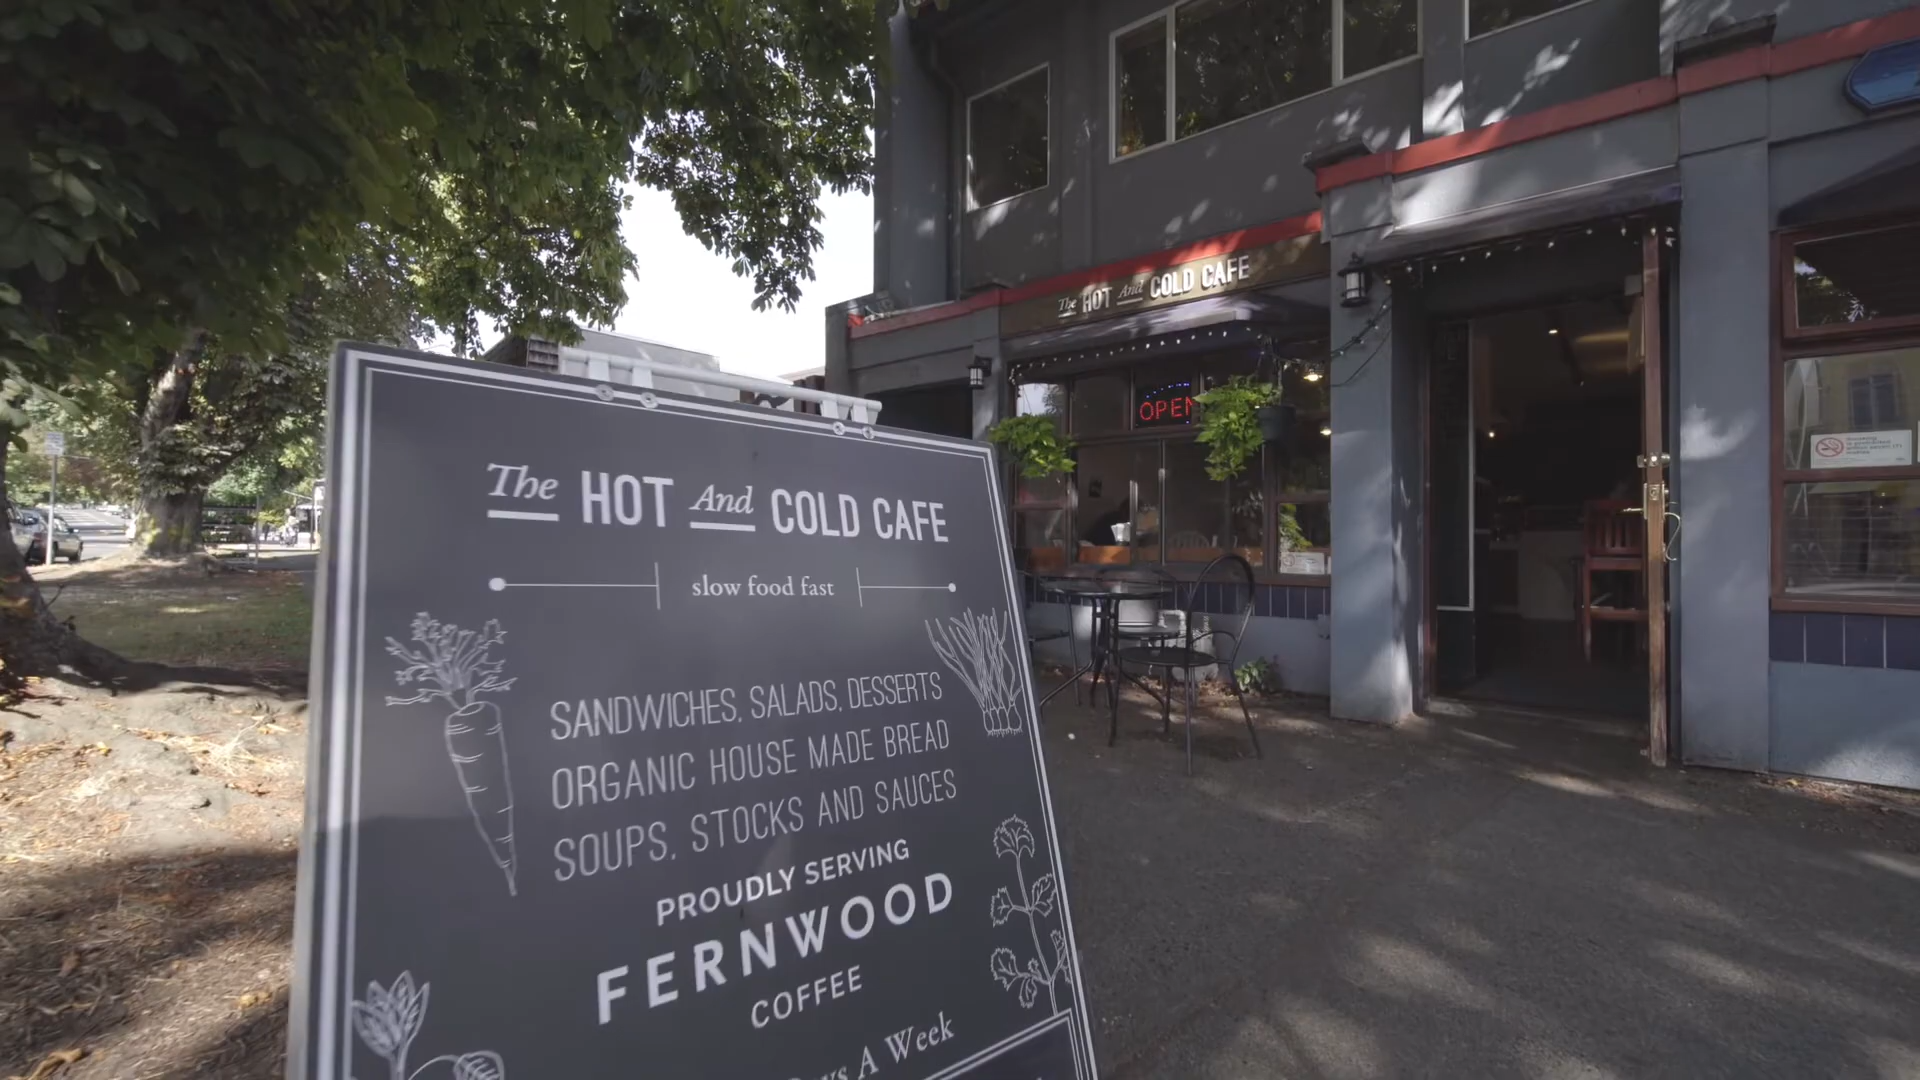 The HOT And COLD CAFE
slow food fast
SANDWICHES, SALADS, DESSERTS
ORGANIC HOUSE MADE BREAD
SOUPS, STOCKS AND SAUCES
PROUDLY SERVING
FERNWOOD
COFFEE
A Week
The HOT And COLD CAFE
OPEN